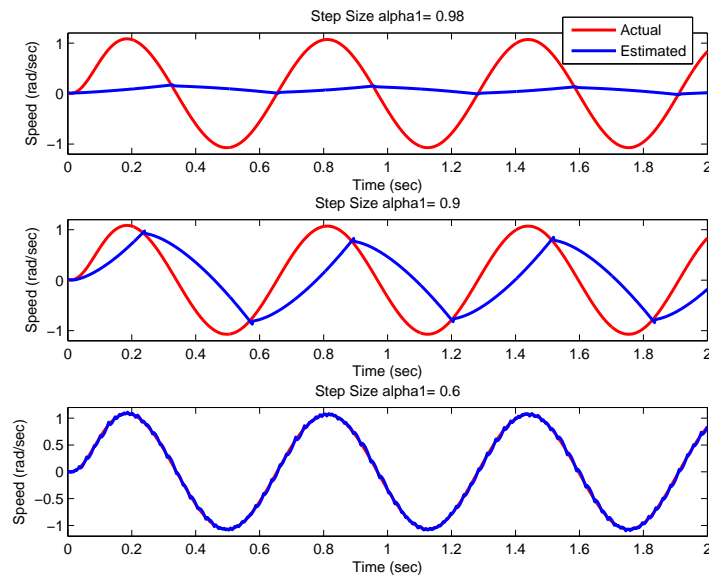 Step Size alpha1= 0.98
Actual
Estimated
Speed (rad/sec)
1
0
−1
0 0.2 0.4 0.6 0.8 1 1.2 1.4 1.6 1.8 2
Time (sec)
Step Size alpha1= 0.9
Speed (rad/sec)
1
0
−1
0 0.2 0.4 0.6 0.8 1 1.2 1.4 1.6 1.8 2
Time (sec)
Step Size alpha1= 0.6
Speed (rad/sec)
1
0.5
0
−0.5
−1
0 0.2 0.4 0.6 0.8 1 1.2 1.4 1.6 1.8 2
Time (sec)